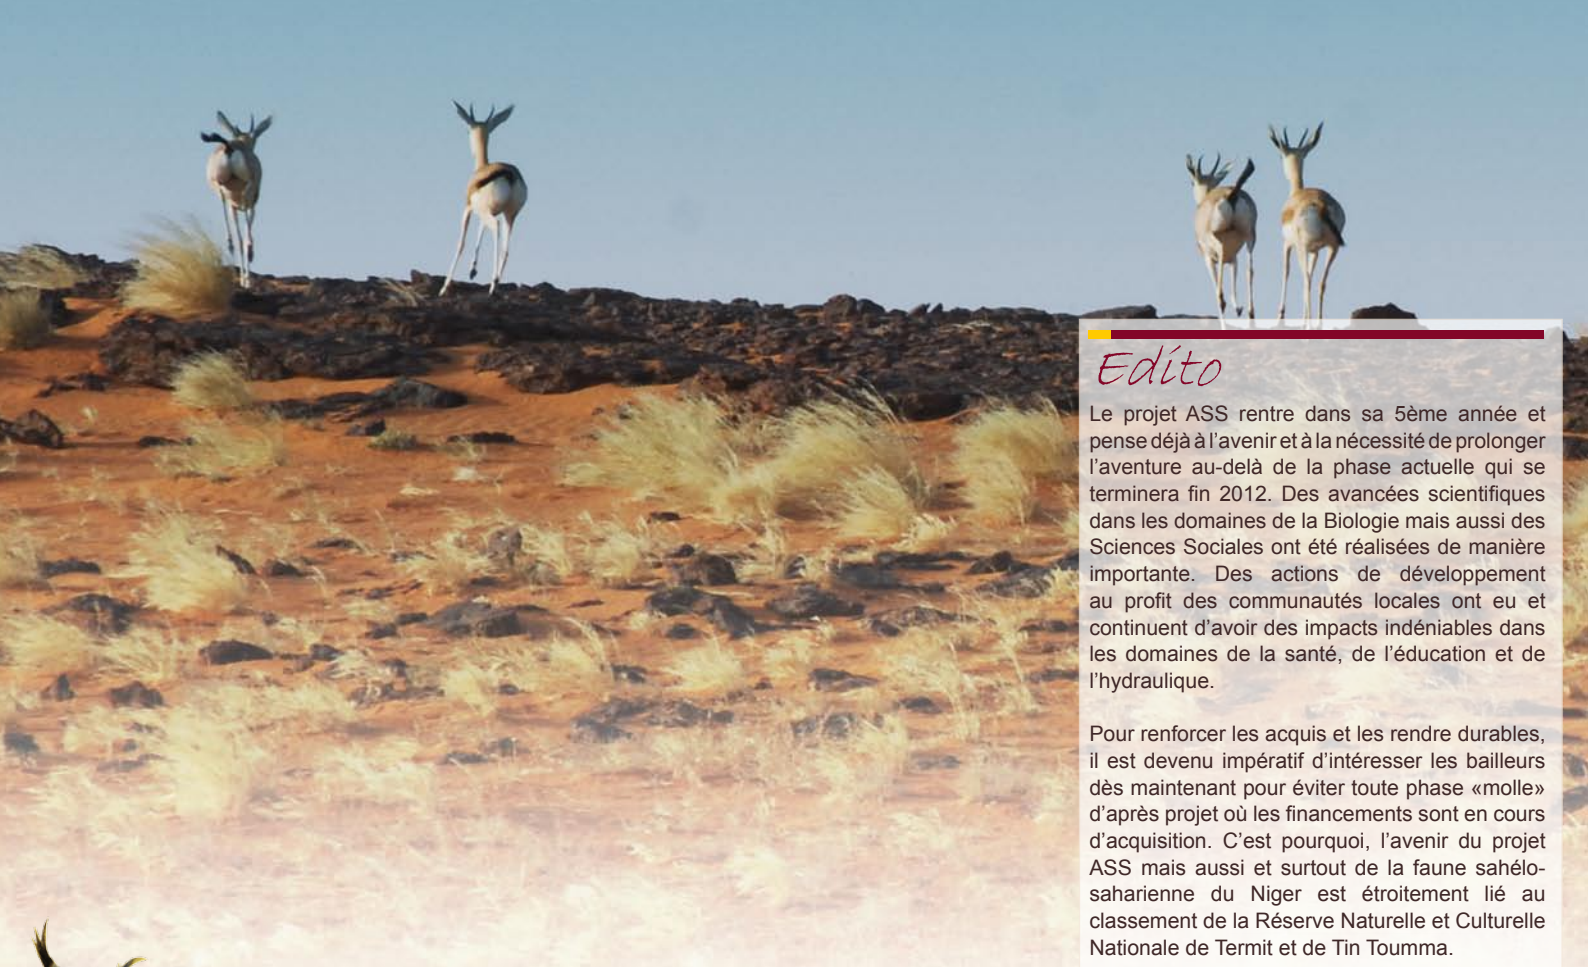 Edito
Le projet ASS rentre dans sa 5ème année et
pense déjà à l’avenir et à la nécessité de prolonger
l’aventure au-delà de la phase actuelle qui se
terminera fin 2012. Des avancées scientifiques
dans les domaines de la Biologie mais aussi des
Sciences Sociales ont été réalisées de manière
importante. Des actions de développement
au profit des communautés locales ont eu et
continuent d’avoir des impacts indéniables dans
les domaines de la santé, de l’éducation et de
l’hydraulique.
Pour renforcer les acquis et les rendre durables,
il est devenu impératif d’intéresser les bailleurs
dès maintenant pour éviter toute phase «molle»
d’après projet où les financements sont en cours
d’acquisition. C’est pourquoi, l’avenir du projet
ASS mais aussi et surtout de la faune sahélo-
saharienne du Niger est étroitement lié au
classement de la Réserve Naturelle et Culturelle
Nationale de Termit et de Tin Toumma.